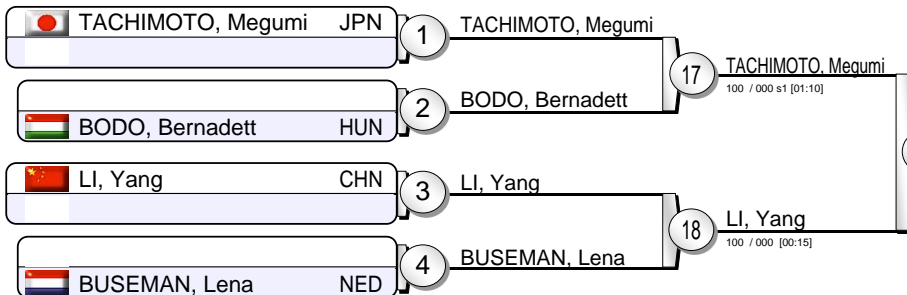 TACHIMOTO, Megumi JPN
1
TACHIMOTO, Megumi
17
TACHIMOTO, Megumi
100 / 000 s1 [01:10]
2
BODO, Bernadett
BODO, Bernadett HUN
LI, Yang CHN
3
LI, Yang
18
LI, Yang
100 / 000 [00:15]
4
BUSEMAN, Lena
BUSEMAN, Lena NED